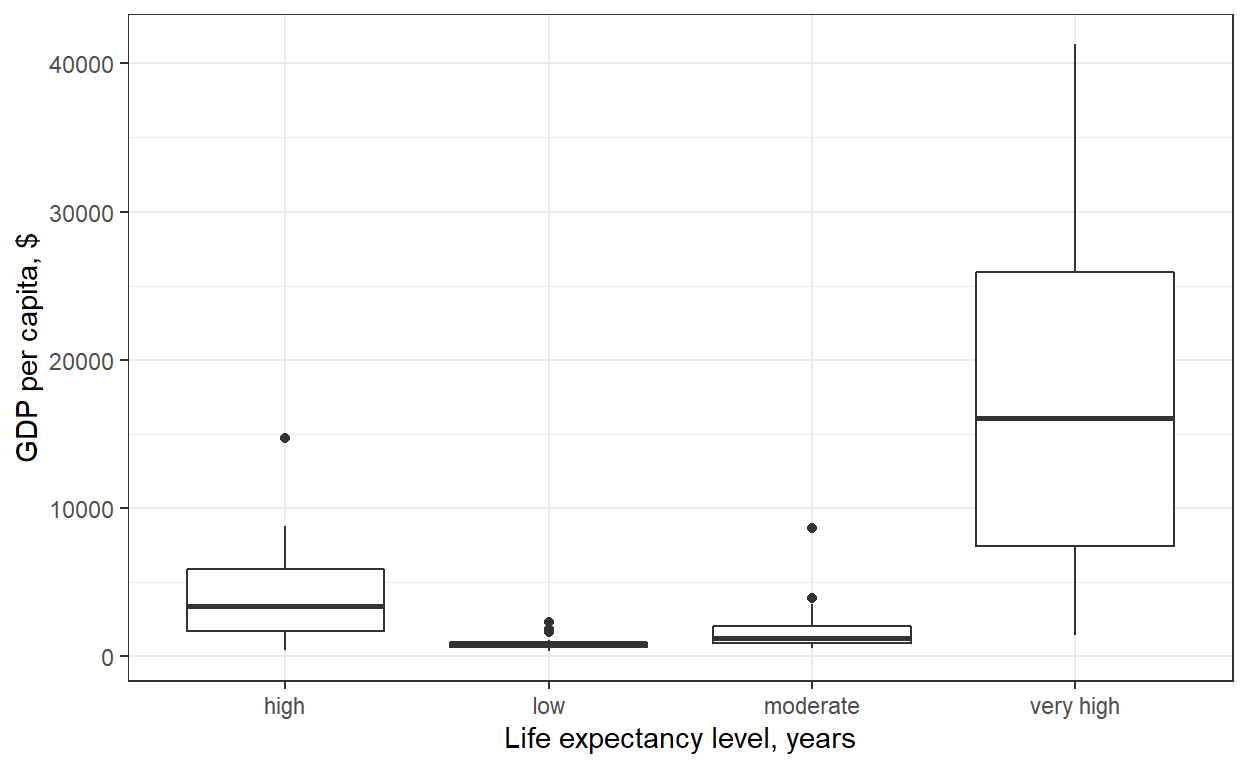 GDP per capita, $
40000
30000
20000
10000
0
high low moderate very high
Life expectancy level, years